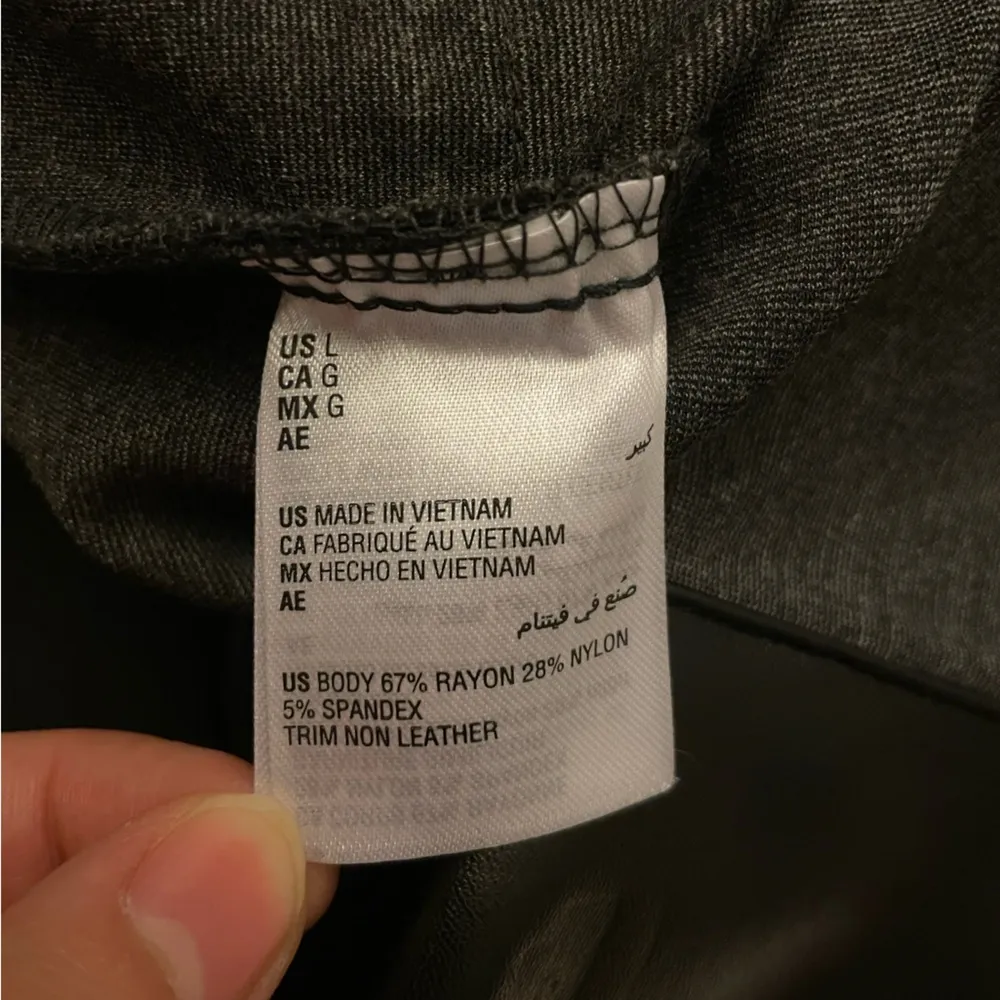 US L
CA G
MX G
AE
كبير
US MADE IN VIETNAM
CA FABRIQUÉ AU VIETNAM
MX HECHO EN VIETNAM
AE
صُنع في فيتنام
US BODY 67% RAYON 28% NYLON
5% SPANDEX
TRIM NON LEATHER